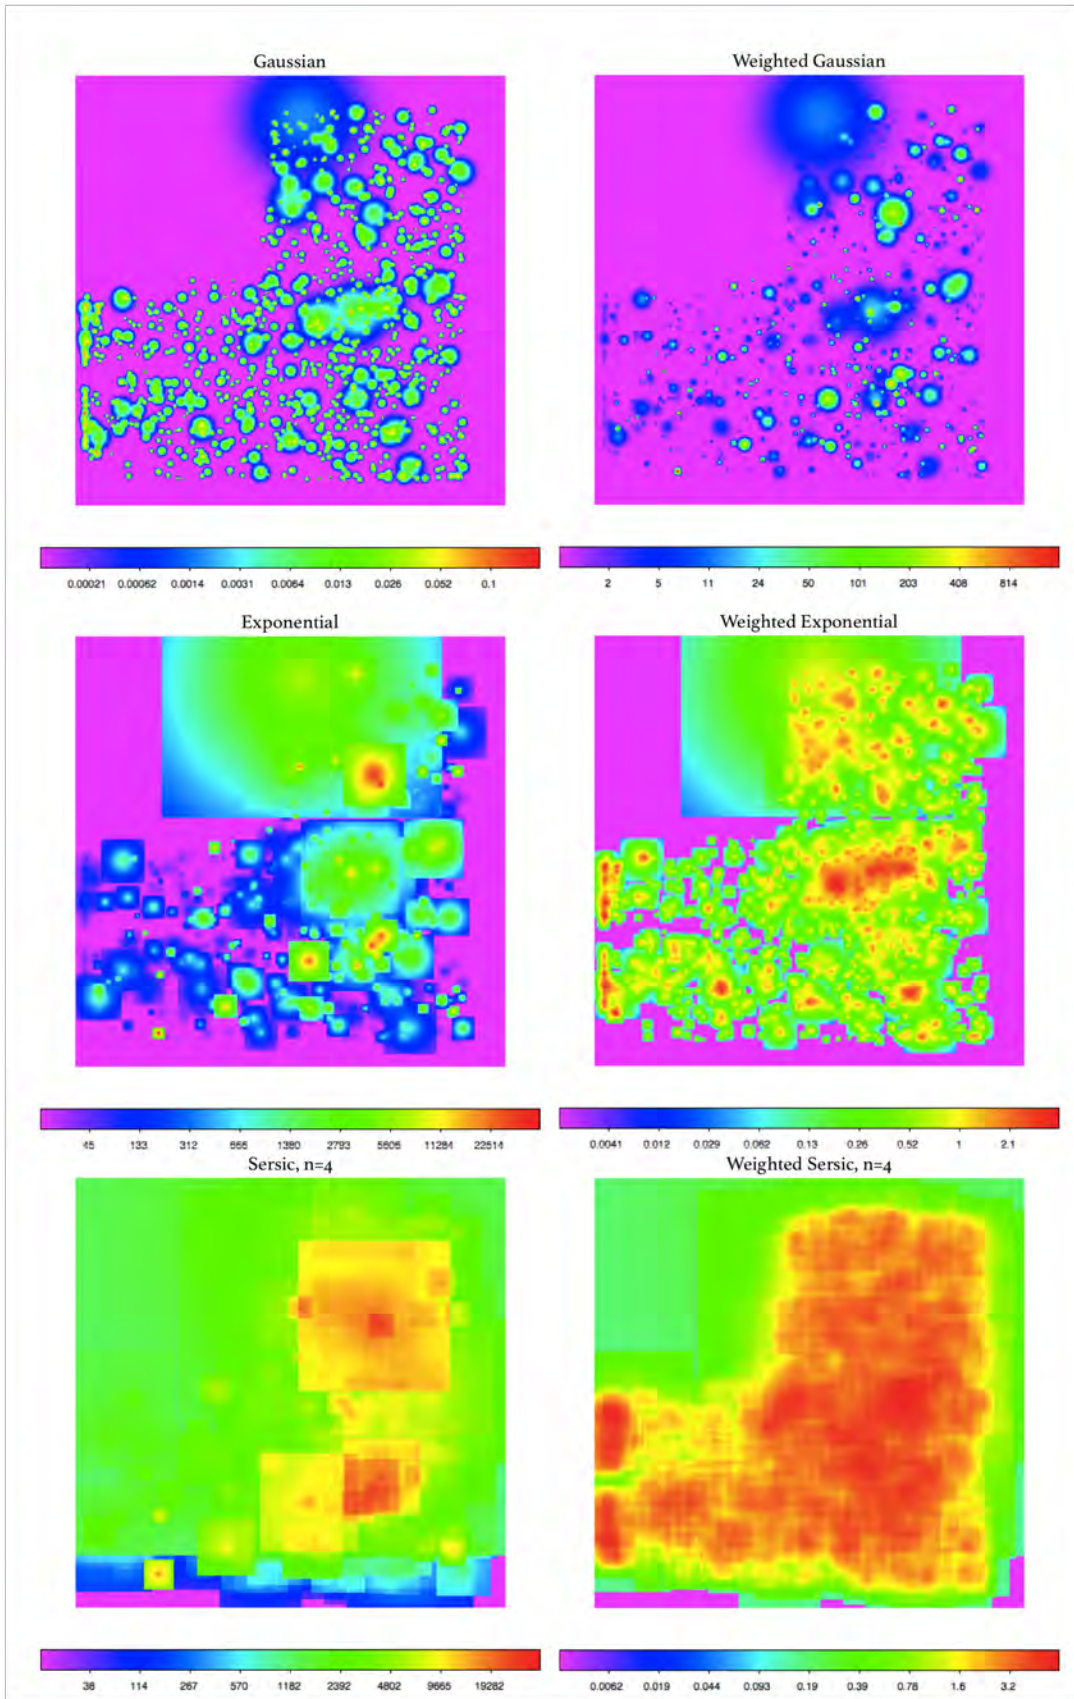 Gaussian Weighted Gaussian
0.00021 0.00062 0.0014 0.0031 0.0064 0.013 0.026 0.052 0.1 2 5 11 24 50 101 203 408 814
Exponential Weighted Exponential
45 133 312 665 1380 2793 5605 11284 22514 0.0041 0.012 0.029 0.062 0.13 0.26 0.52 1 2.1
Sersic, n=4 Weighted Sersic, n=4
38 114 267 570 1182 2392 4802 9665 19282 0.0062 0.019 0.044 0.093 0.19 0.39 0.78 1.6 3.2